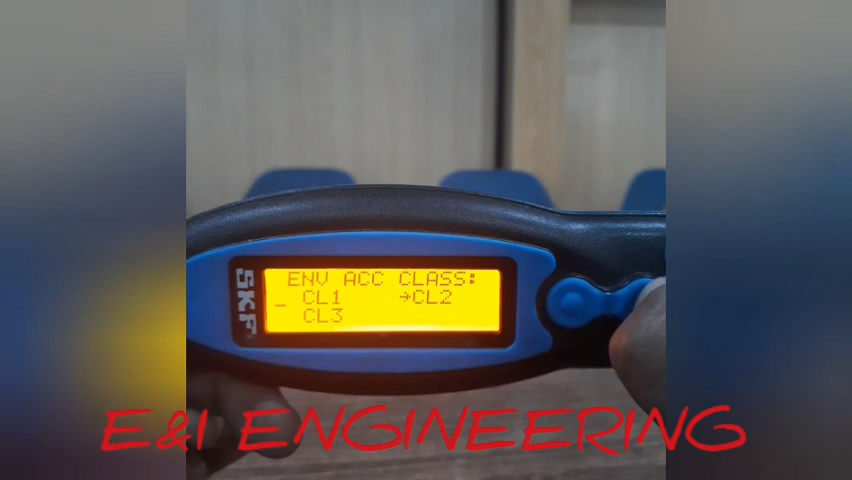 SKF
ENV ACC CLASS:
CL1 →CL2
_
CL3
E&I ENGINEERING